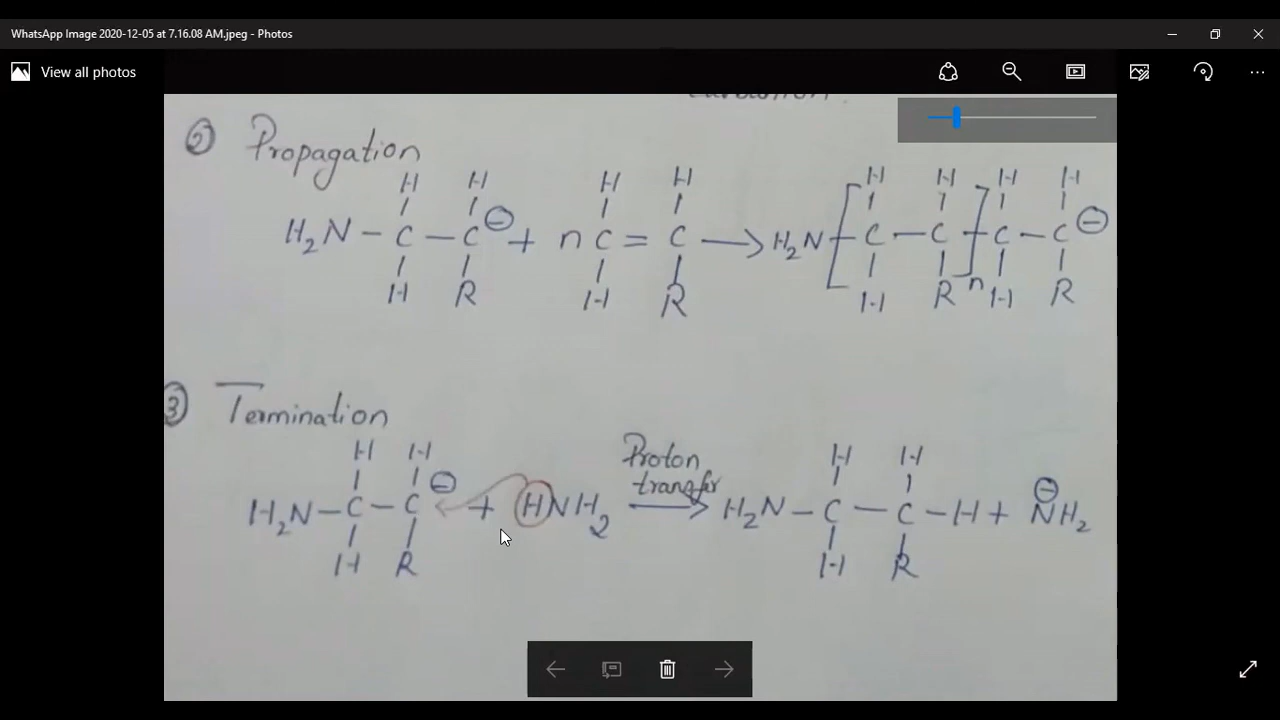 WhatsApp Image 2020-12-05 at 7.16.08 AM.jpeg - Photos
View all photos
② Propagation
H H H H H H H H
H₂N – C – C⊖ + n C = C ⟶ H₂N [ C – C ]n C – C⊖
H R H R H R H R
③ Termination
H H Proton H H
transfer
H₂N – C – C⊖ + HNH₂ ⟶ H₂N – C – C – H + ⊖NH₂
H R H R